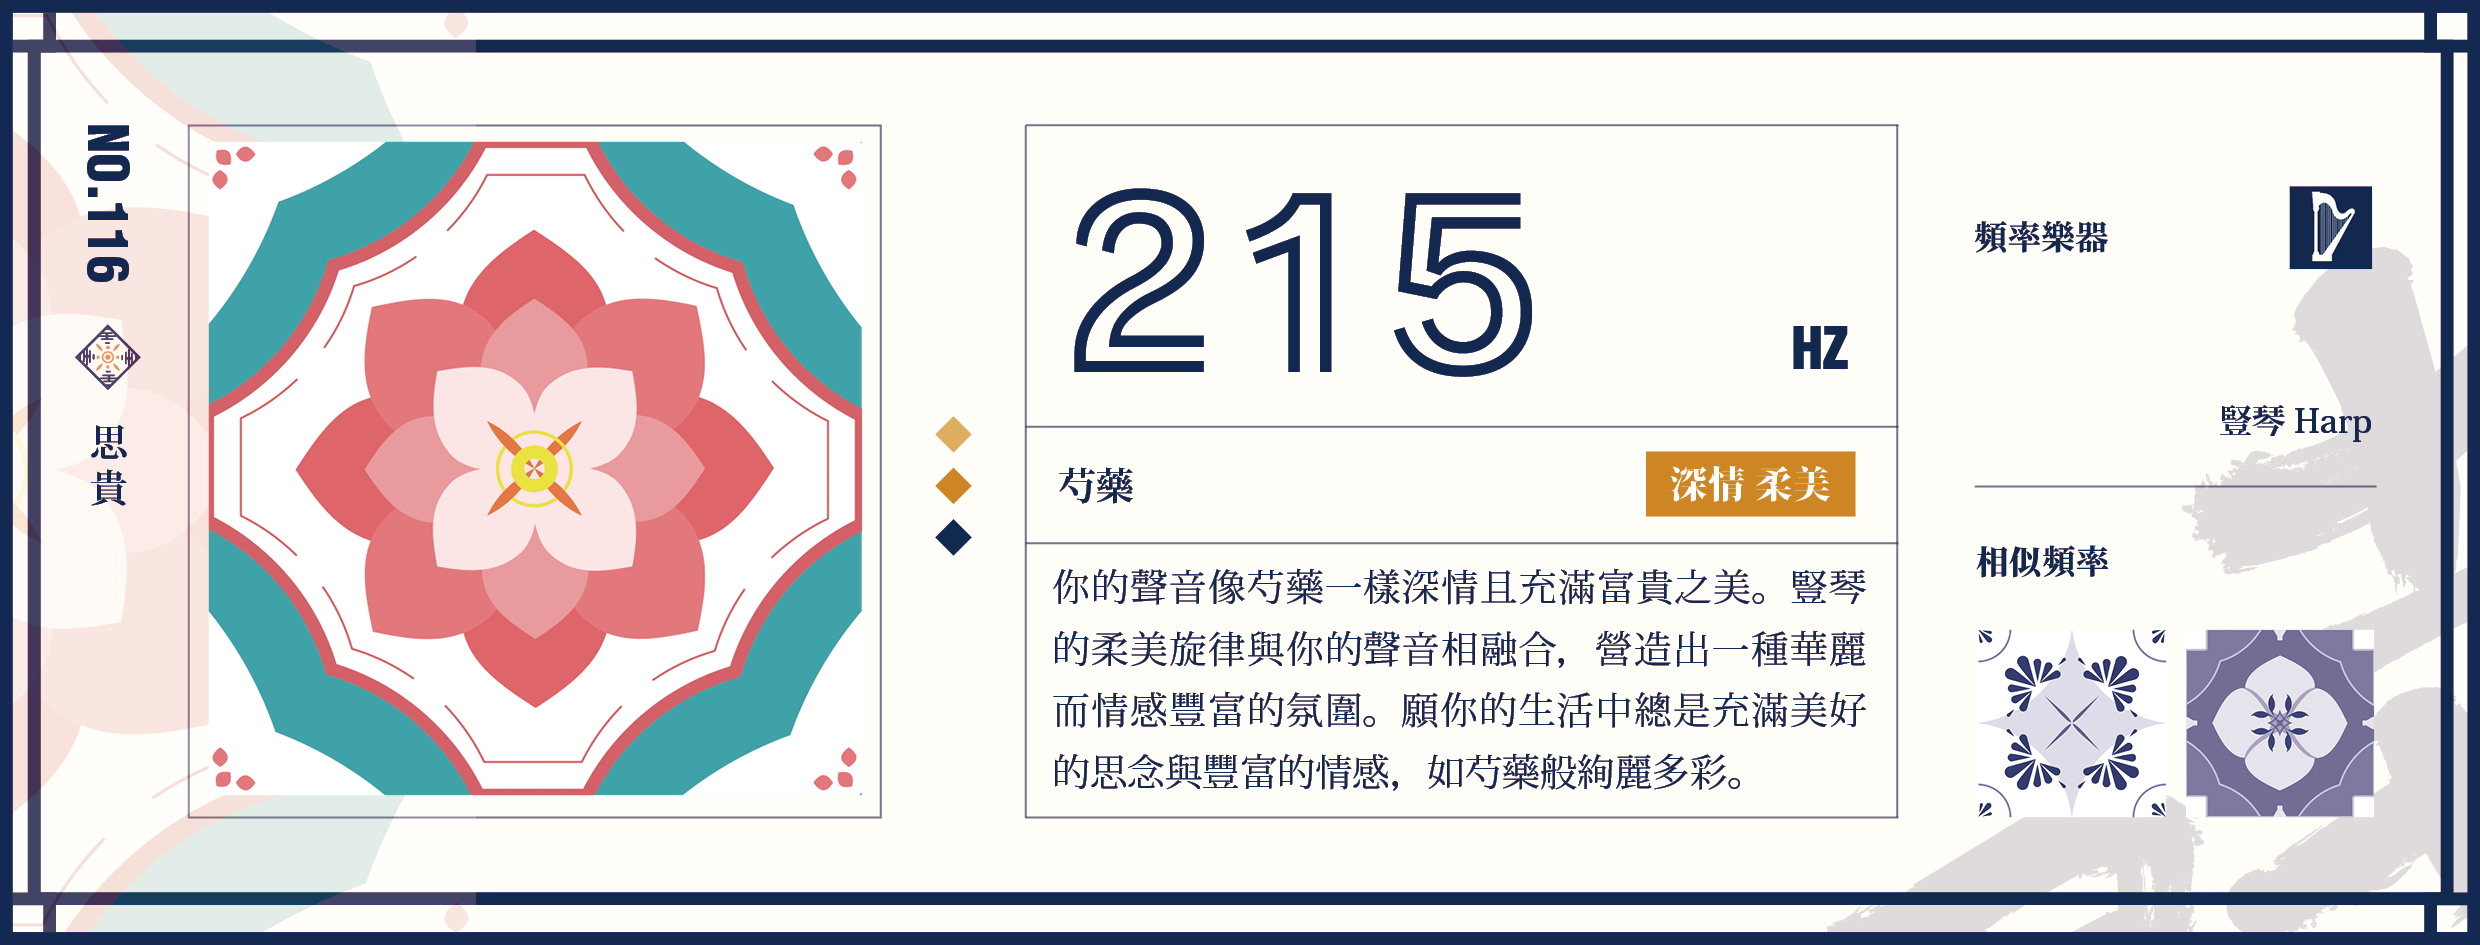 NO.116
思貴
215
HZ
芍藥
深情 柔美
你的聲音像芍藥一樣深情且充滿富貴之美。豎琴
的柔美旋律與你的聲音相融合，營造出一種華麗
而情感豐富的氛圍。願你的生活中總是充滿美好
的思念與豐富的情感，如芍藥般絢麗多彩。
頻率樂器
豎琴 Harp
相似頻率